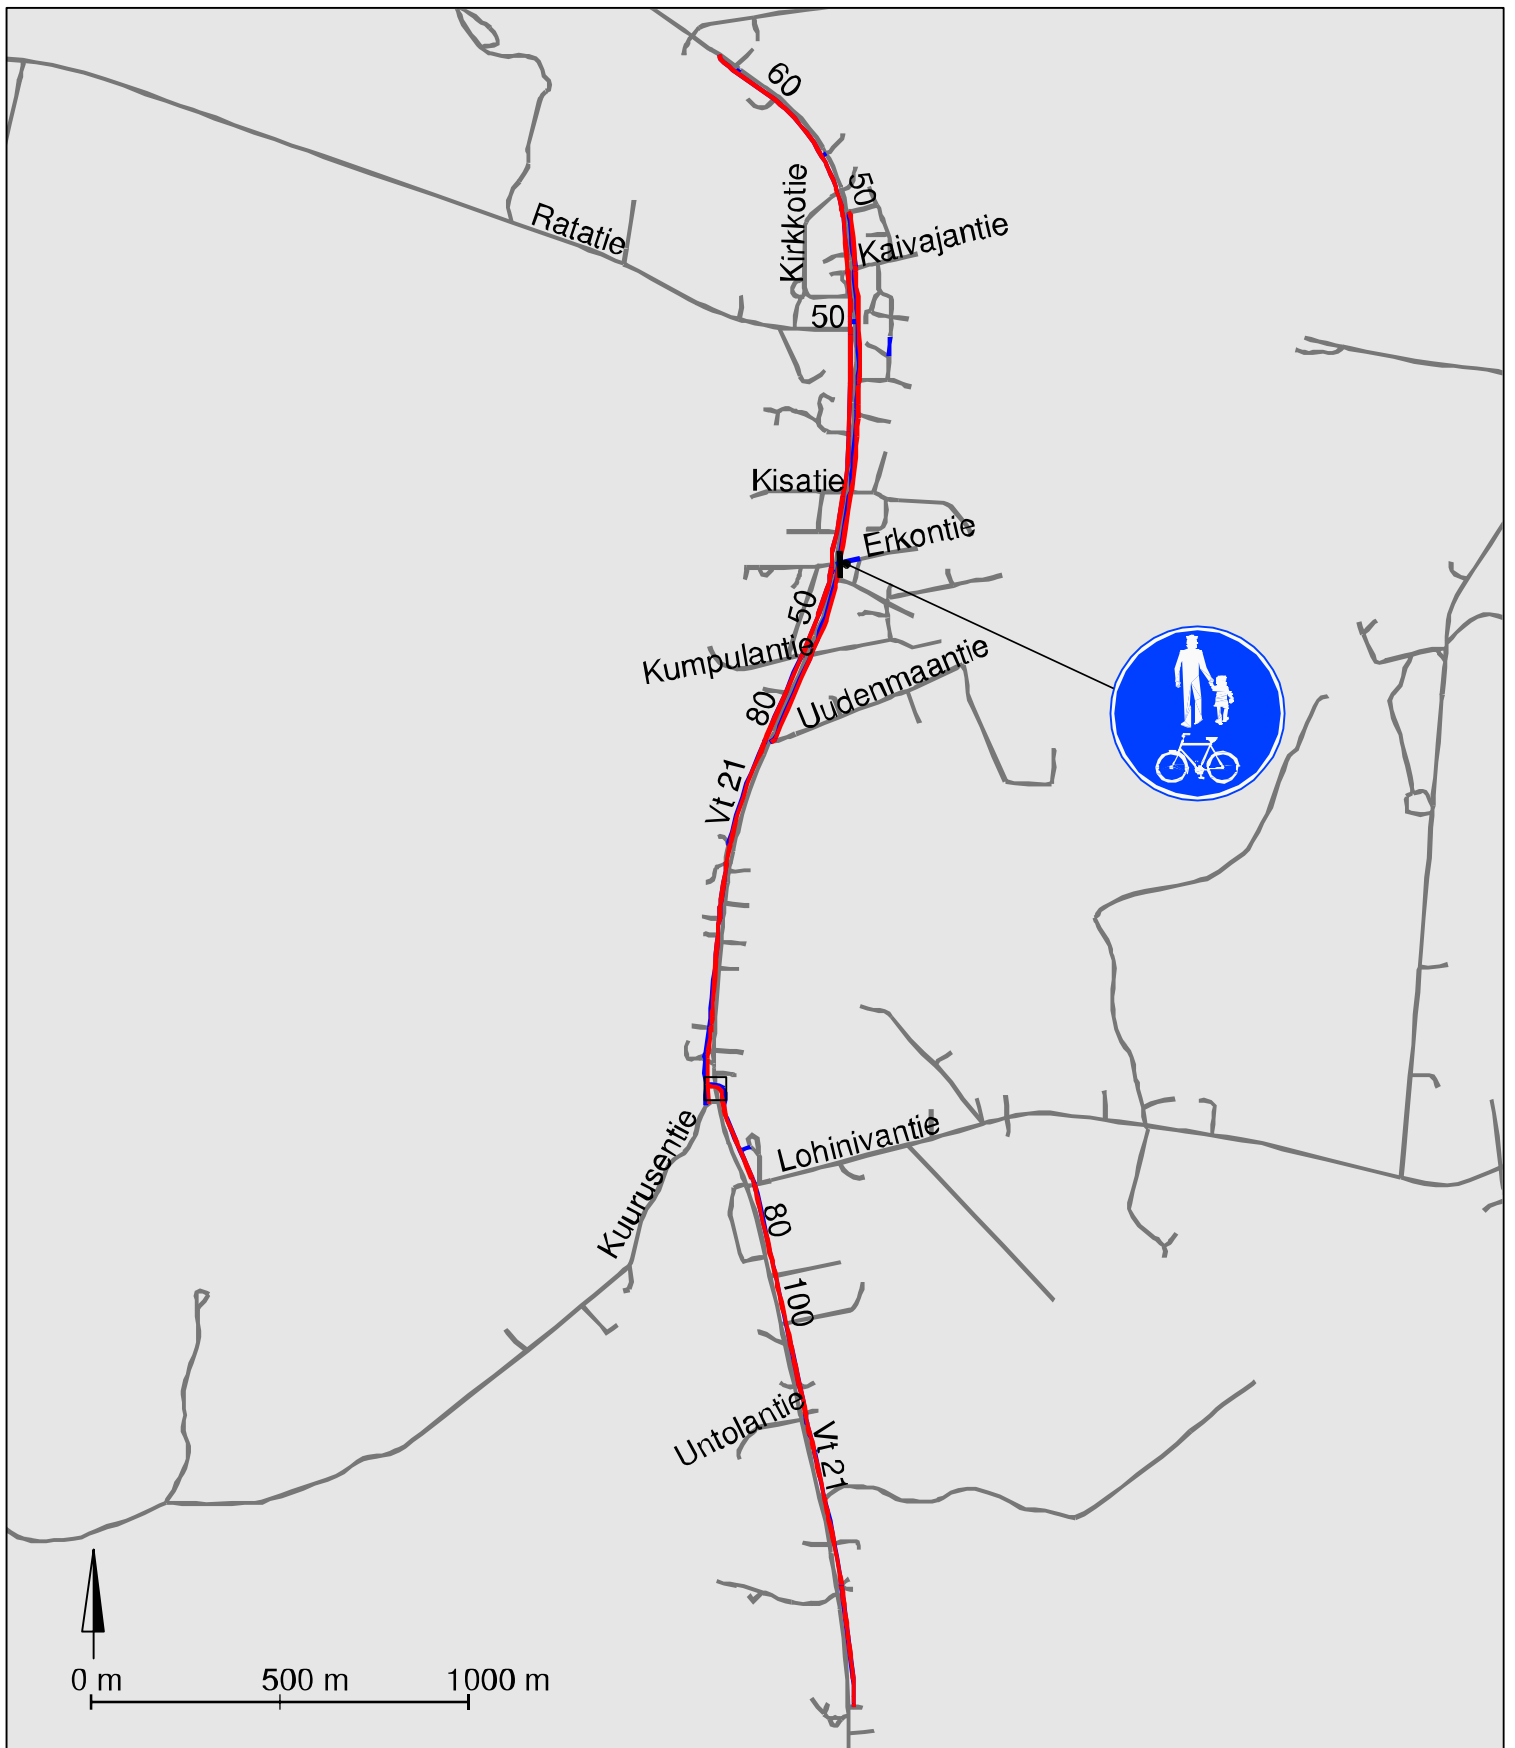 60
50
Kirkkotie
Ratatie
Kaivajantie
50
Kisatie
Erkontie
50
Kumpulantie
Uudenmaantie
80
Vt 21
Kuurusentie
Lohinivantie
80
100
Untolantie
Vt 21
0 m 500 m 1000 m